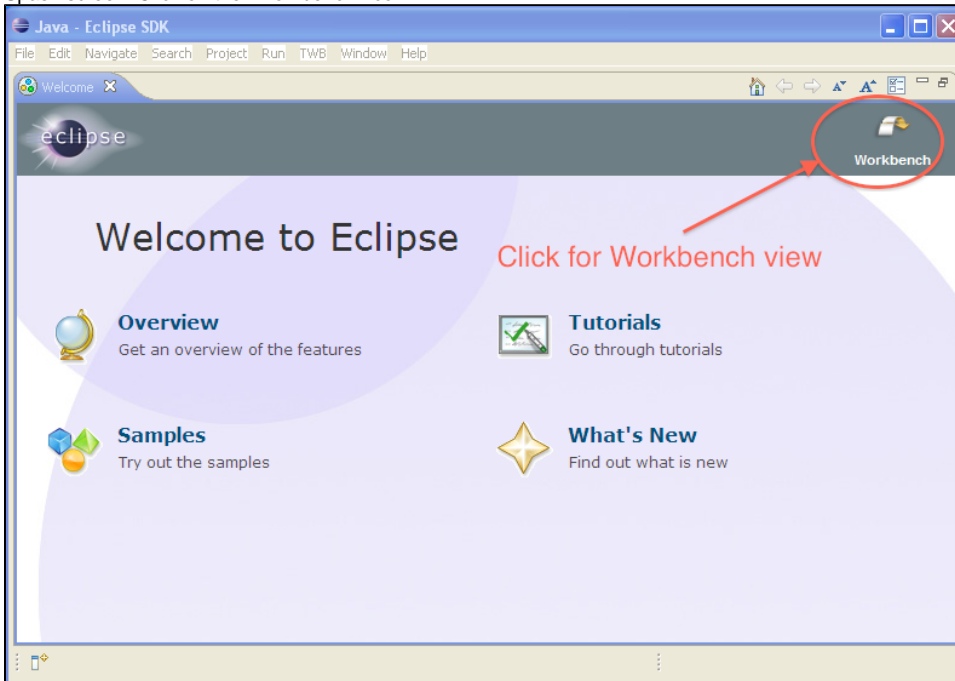 Java - Eclipse SDK
File Edit Navigate Search Project Run TWB Window Help
Welcome
eclipse
Workbench
Welcome to Eclipse
Click for Workbench view
Overview
Get an overview of the features
Tutorials
Go through tutorials
Samples
Try out the samples
What's New
Find out what is new